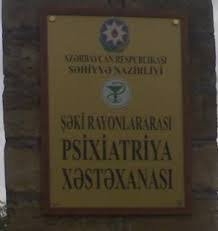 AZƏRBAYCAN RESPUBLİKASI
SƏHİYYƏ NAZİRLİYİ
ŞƏKİ RAYONLARARASI
PSİXİATRİYA
XƏSTƏXANASI